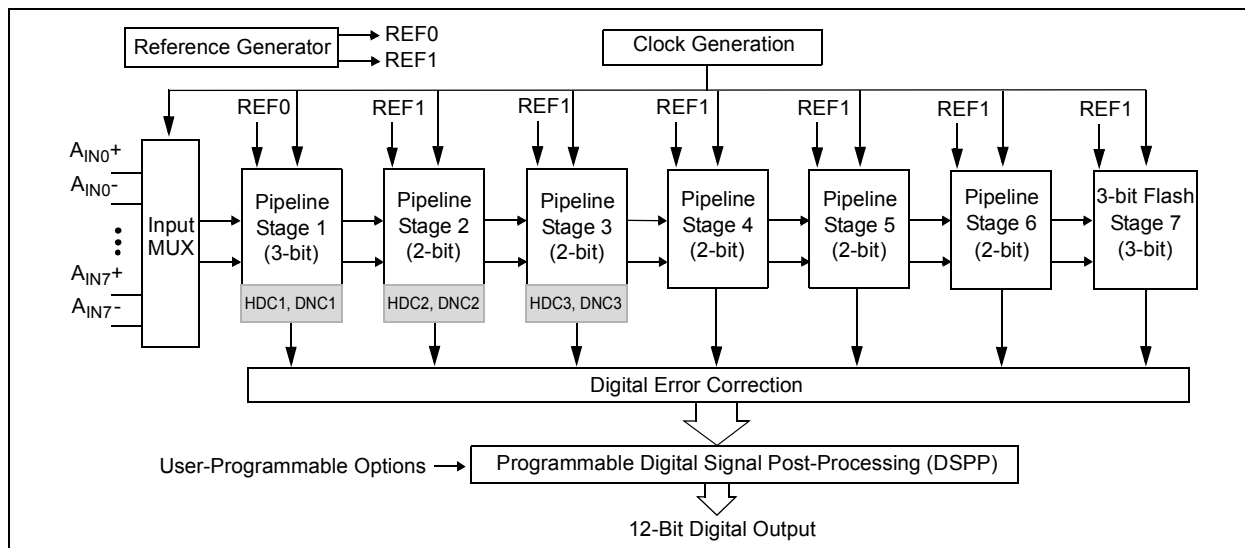 Reference Generator
REF0
REF1
Clock Generation
REF0
REF1
REF1
REF1
REF1
REF1
REF1
AIN0+
AIN0-
AIN7+
AIN7-
Input
MUX
Pipeline
Stage 1
(3-bit)
HDC1, DNC1
Pipeline
Stage 2
(2-bit)
HDC2, DNC2
Pipeline
Stage 3
(2-bit)
HDC3, DNC3
Pipeline
Stage 4
(2-bit)
Pipeline
Stage 5
(2-bit)
Pipeline
Stage 6
(2-bit)
3-bit Flash
Stage 7
(3-bit)
Digital Error Correction
User-Programmable Options
Programmable Digital Signal Post-Processing (DSPP)
12-Bit Digital Output